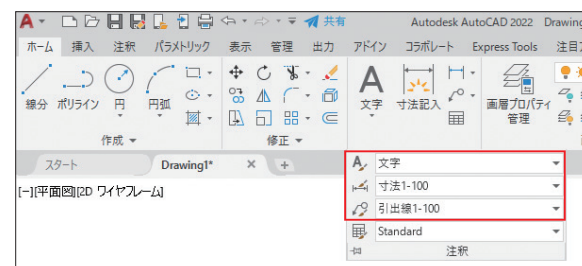 A 共有 Autodesk AutoCAD 2022 Drawing
ホーム 挿入 注釈 パラメトリック 表示 管理 出力 アドイン コラボレート Express Tools 注目
線分 ポリライン 円 円弧 文字 寸法記入 画層プロパティ管理
作成 修正
スタート Drawing1* × +
文字
[-][平面図][2D ワイヤフレーム]
寸法1-100
引出線1-100
Standard
注釈